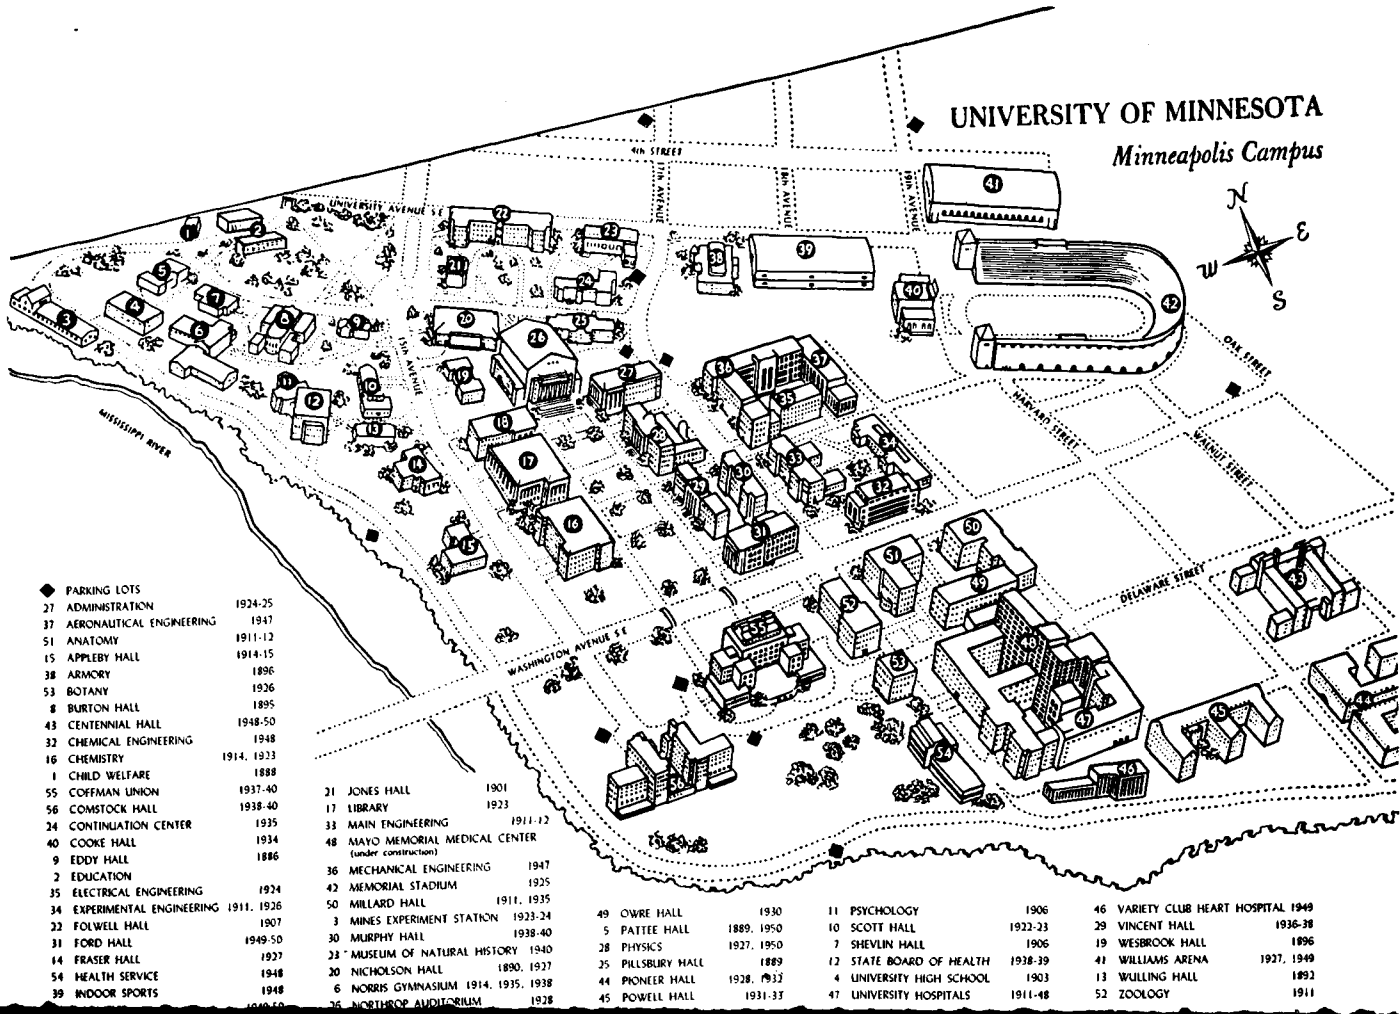 UNIVERSITY OF MINNESOTA
Minneapolis Campus
N
E
W
S
4th STREET
17th AVENUE
18th AVENUE
19th AVENUE
UNIVERSITY AVENUE S E
15th AVENUE
MISSISSIPPI RIVER
OAK STREET
HARVARD STREET
WALNUT STREET
DELAWARE STREET
WASHINGTON AVENUE S E
PARKING LOTS
27 ADMINISTRATION 1924-25
37 AERONAUTICAL ENGINEERING 1947
51 ANATOMY 1911-12
15 APPLEBY HALL 1914-15
38 ARMORY 1896
53 BOTANY 1926
8 BURTON HALL 1895
43 CENTENNIAL HALL 1948-50
32 CHEMICAL ENGINEERING 1948
16 CHEMISTRY 1914, 1923
1 CHILD WELFARE 1888
55 COFFMAN UNION 1937-40
56 COMSTOCK HALL 1938-40
24 CONTINUATION CENTER 1935
40 COOKE HALL 1934
9 EDDY HALL 1886
2 EDUCATION
35 ELECTRICAL ENGINEERING 1924
34 EXPERIMENTAL ENGINEERING 1911, 1926
22 FOLWELL HALL 1907
31 FORD HALL 1949-50
14 FRASER HALL 1927
54 HEALTH SERVICE 1948
39 INDOOR SPORTS 1948
21 JONES HALL 1901
17 LIBRARY 1923
33 MAIN ENGINEERING 1911-12
48 MAYO MEMORIAL MEDICAL CENTER
(under construction)
36 MECHANICAL ENGINEERING 1947
42 MEMORIAL STADIUM 1925
50 MILLARD HALL 1911, 1935
3 MINES EXPERIMENT STATION 1923-24
30 MURPHY HALL 1938-40
23 MUSEUM OF NATURAL HISTORY 1940
20 NICHOLSON HALL 1890, 1927
6 NORRIS GYMNASIUM 1914, 1935, 1938
26 NORTHROP AUDITORIUM 1928
49 OWRE HALL 1930
5 PATTEE HALL 1889, 1950
28 PHYSICS 1927, 1950
25 PILLSBURY HALL 1889
44 PIONEER HALL 1928, 1932
45 POWELL HALL 1931-33
11 PSYCHOLOGY 1906
10 SCOTT HALL 1922-23
7 SHEVLIN HALL 1906
12 STATE BOARD OF HEALTH 1938-39
4 UNIVERSITY HIGH SCHOOL 1903
47 UNIVERSITY HOSPITALS 1911-48
46 VARIETY CLUB HEART HOSPITAL 1949
29 VINCENT HALL 1936-38
19 WESBROOK HALL 1896
41 WILLIAMS ARENA 1927, 1949
13 WULLING HALL 1892
52 ZOOLOGY 1911